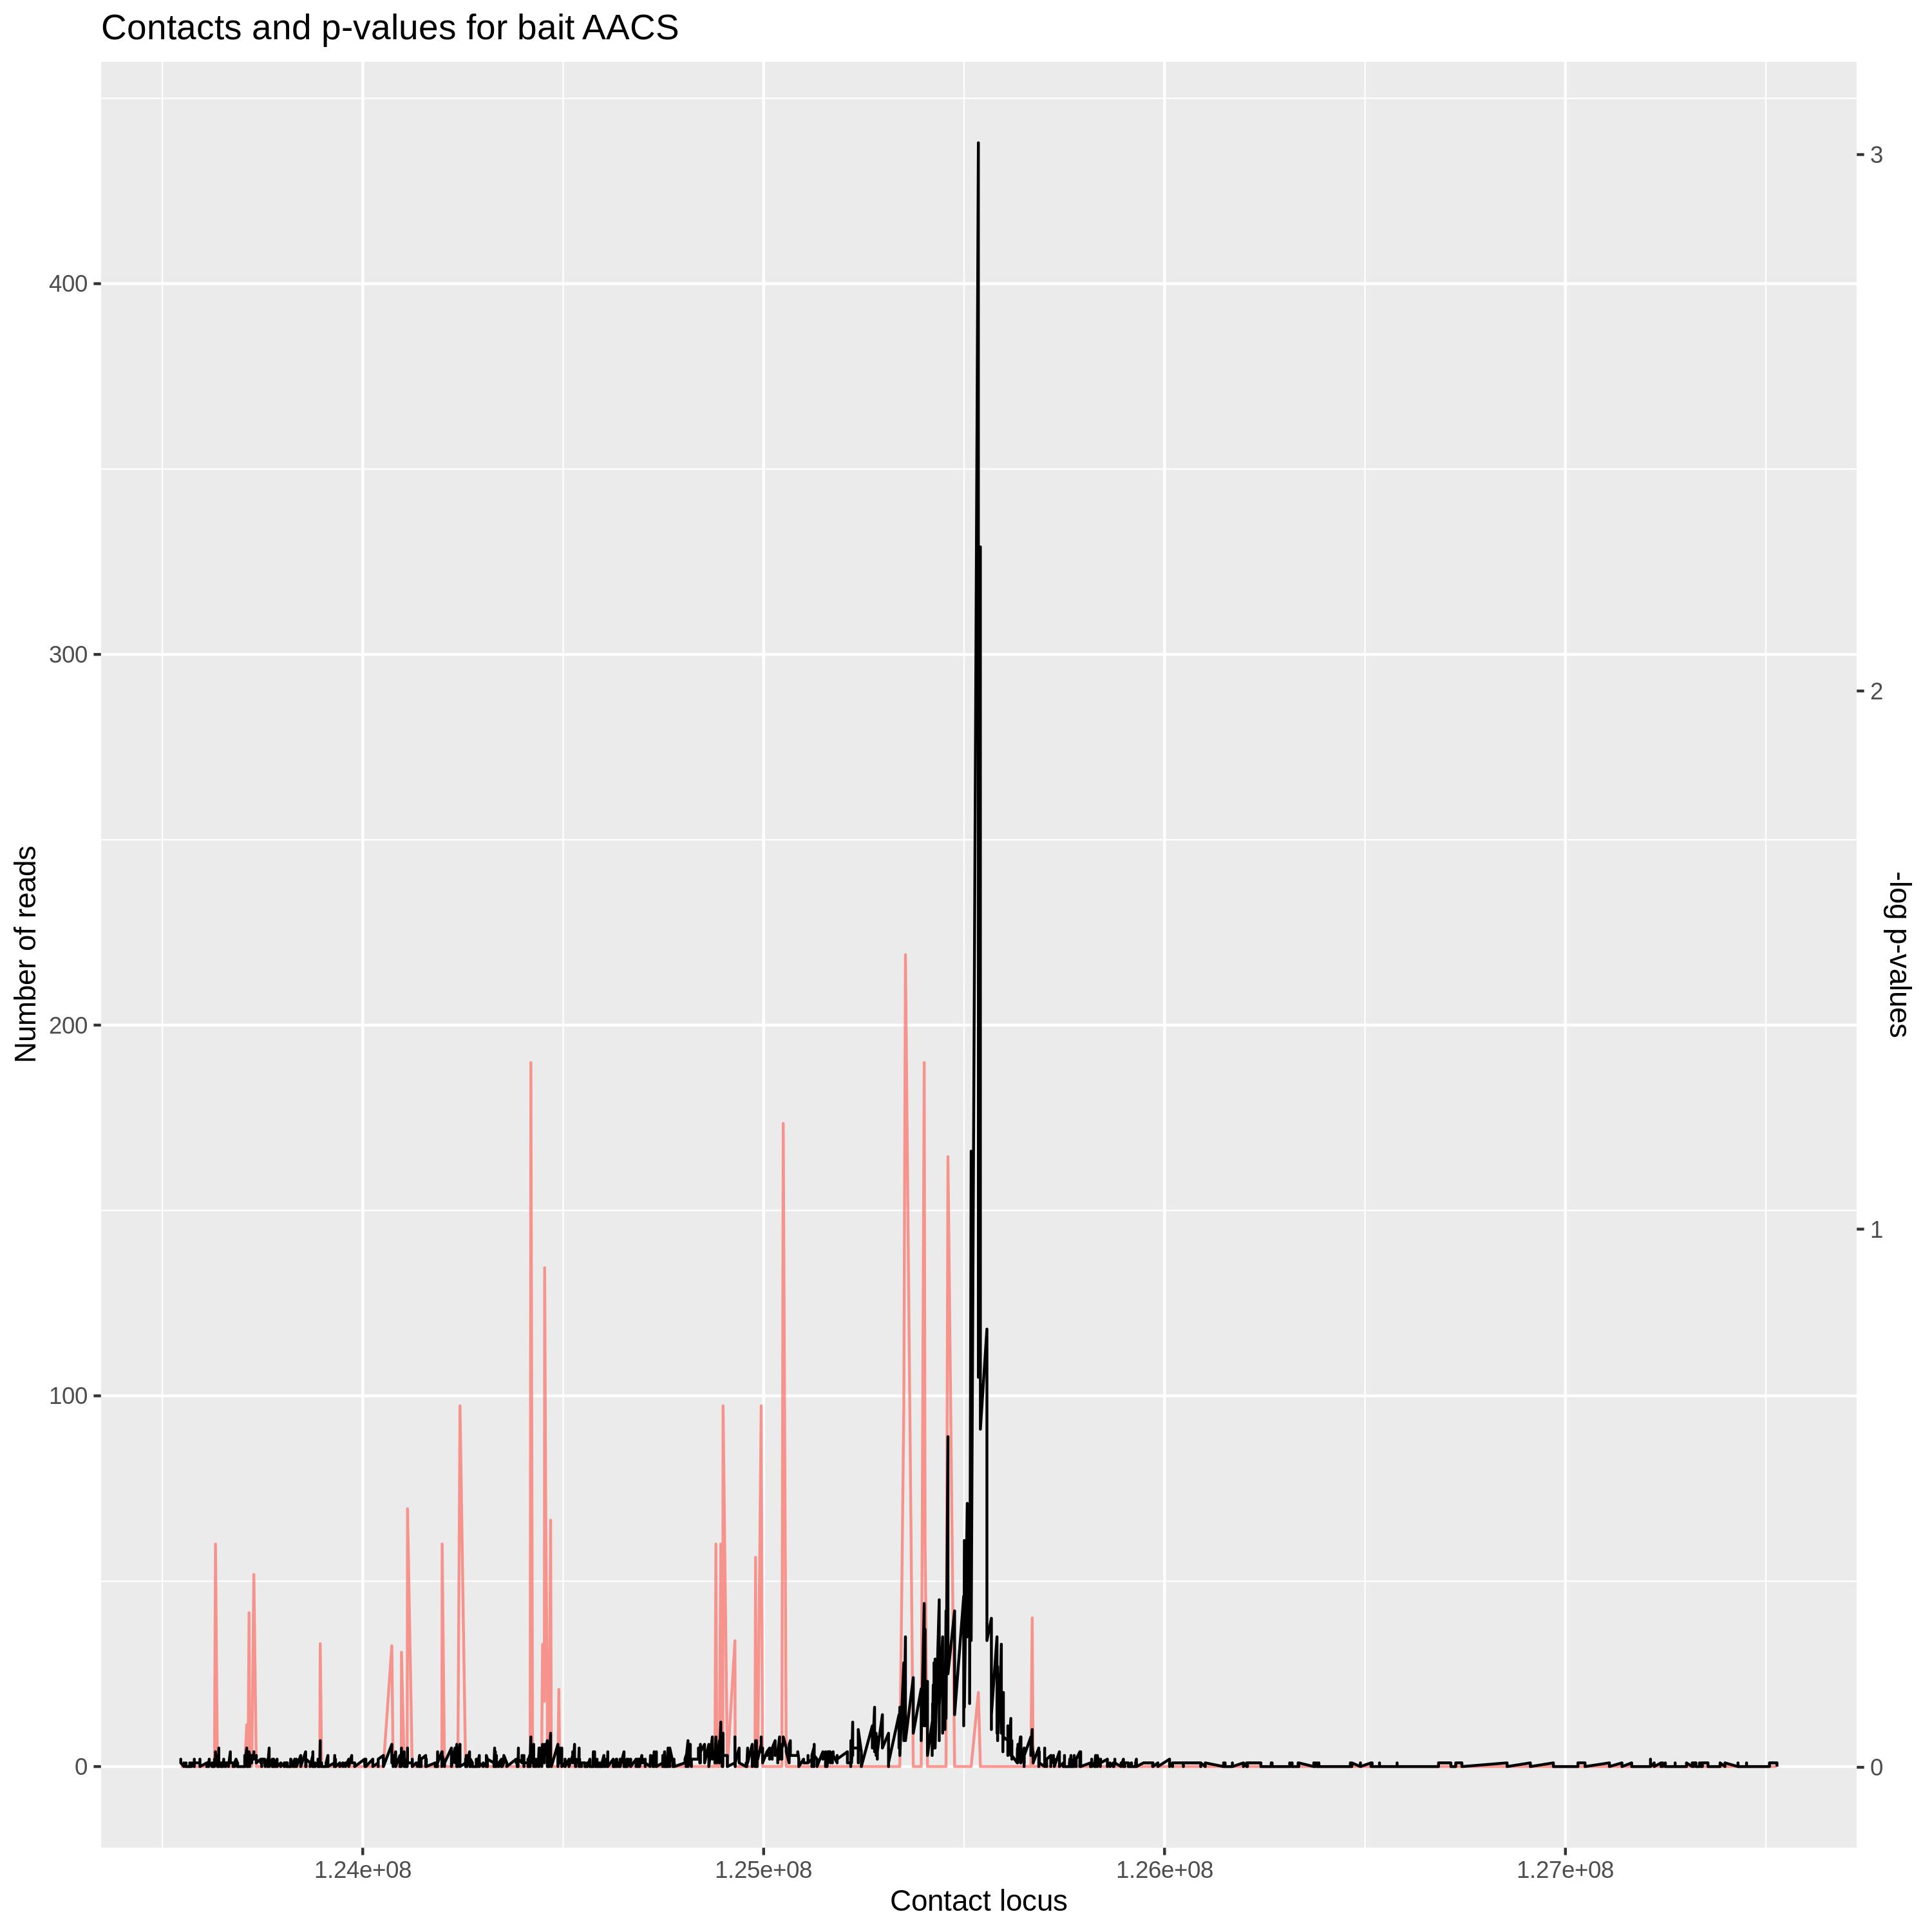 Contacts and p-values for bait AACS
400
300
200
100
0
Number of reads
3
2
1
0
-log p-values
1.24e+08
1.25e+08
1.26e+08
1.27e+08
Contact locus